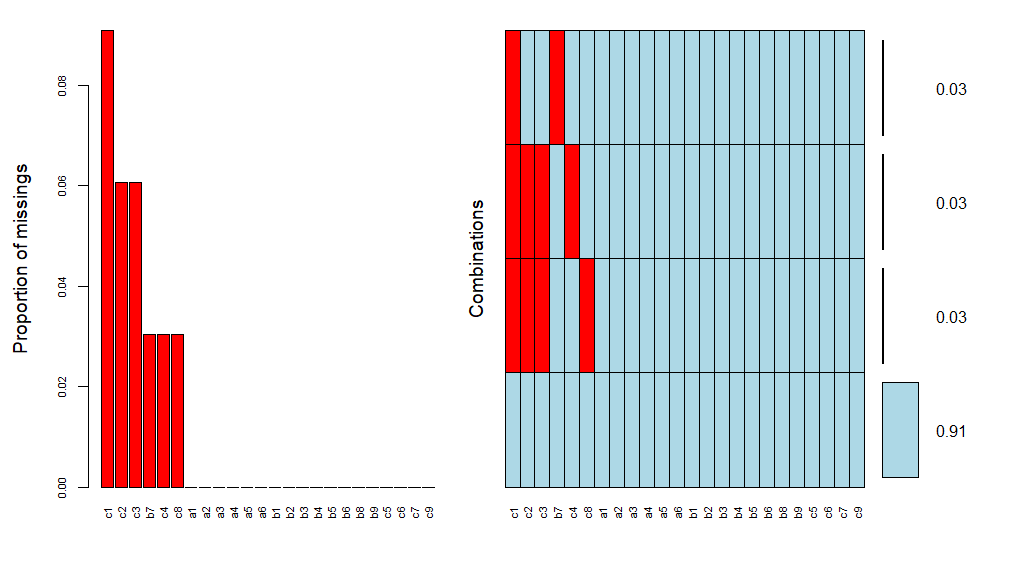 Proportion of missings
0.08
0.06
0.04
0.02
0.00
c1 c2 c3 b7 c4 c8 a1 a2 a3 a4 a5 a6 b1 b2 b3 b4 b5 b6 b8 b9 c5 c6 c7 c9
Combinations
c1 c2 c3 b7 c4 c8 a1 a2 a3 a4 a5 a6 b1 b2 b3 b4 b5 b6 b8 b9 c5 c6 c7 c9
0.03
0.03
0.03
0.91